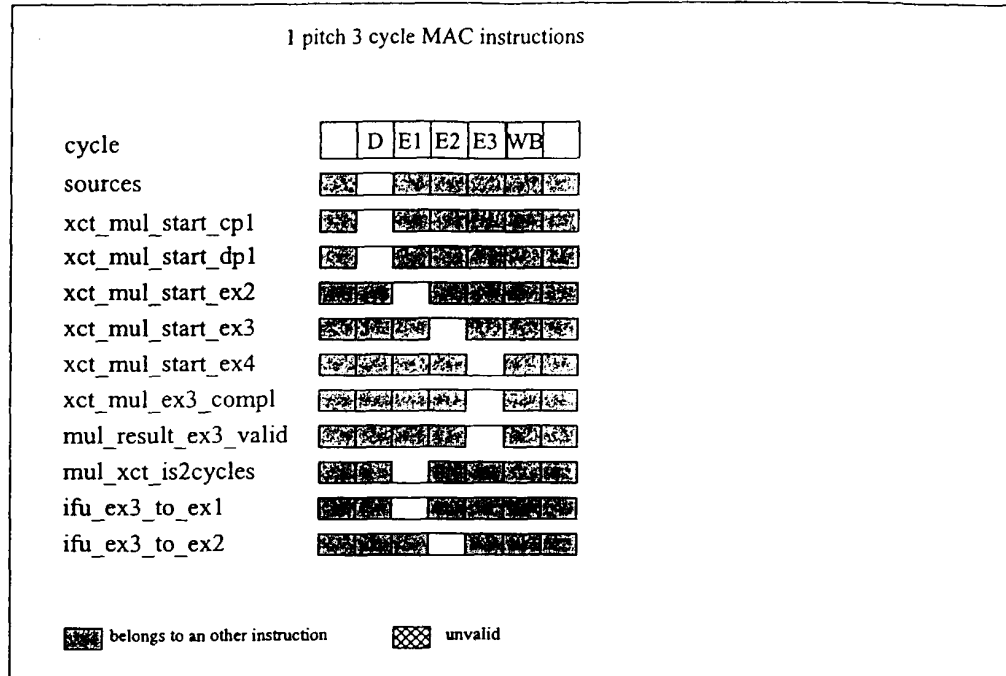 1 pitch 3 cycle MAC instructions
cycle D E1 E2 E3 WB
sources
xct_mul_start_cp1
xct_mul_start_dp1
xct_mul_start_ex2
xct_mul_start_ex3
xct_mul_start_ex4
xct_mul_ex3_compl
mul_result_ex3_valid
mul_xct_is2cycles
ifu_ex3_to_ex1
ifu_ex3_to_ex2
belongs to an other instruction unvalid